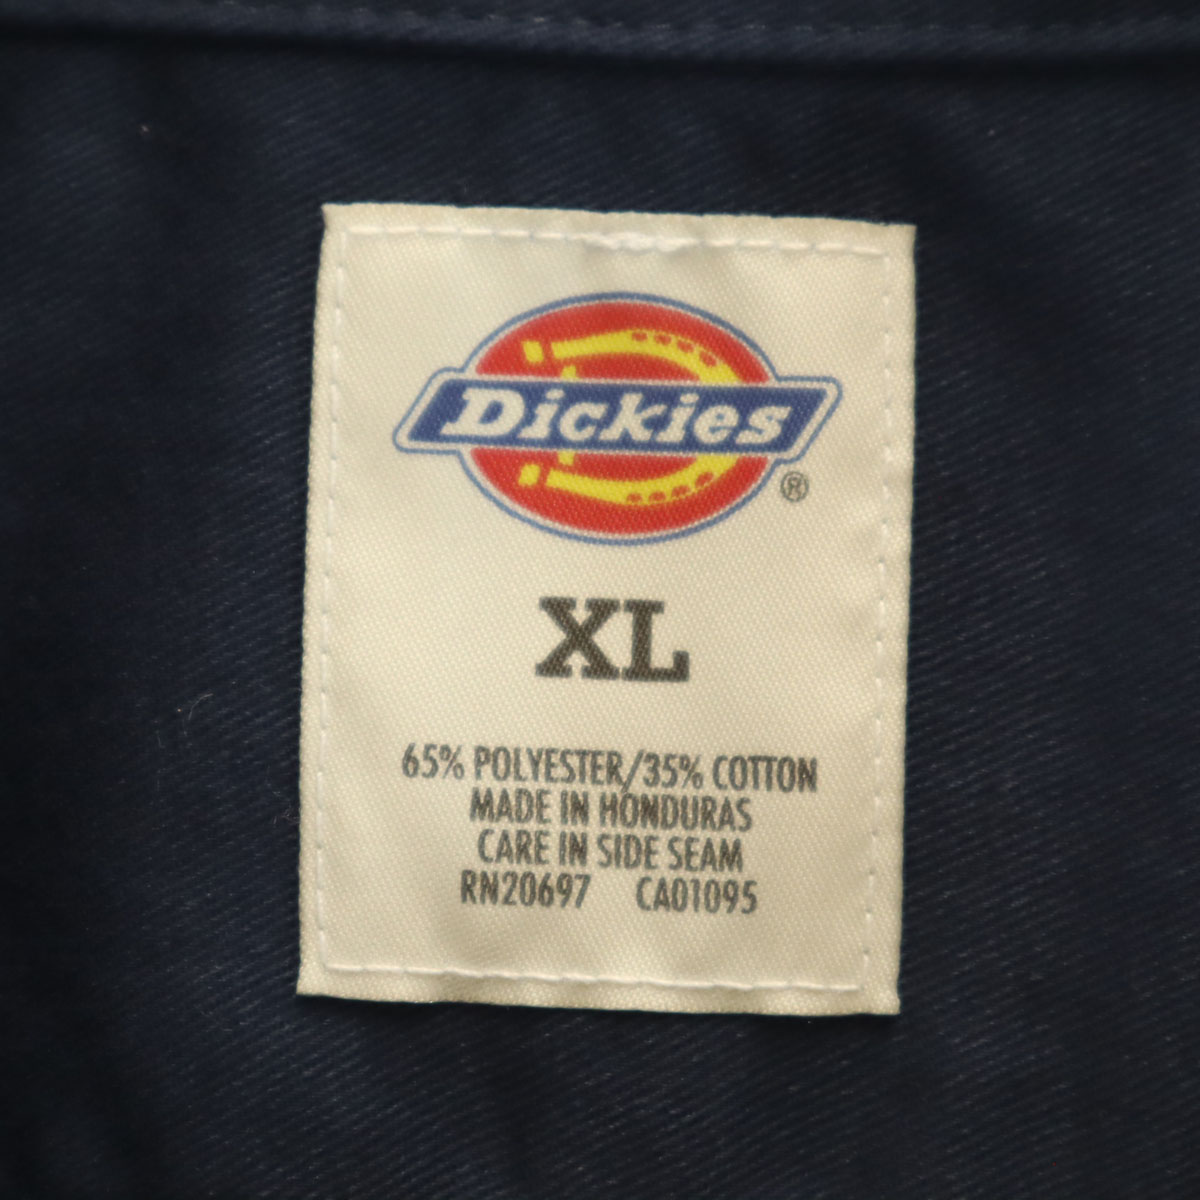 Dickies
®
XL
65% POLYESTER/35% COTTON
MADE IN HONDURAS
CARE IN SIDE SEAM
RN20697 CA01095